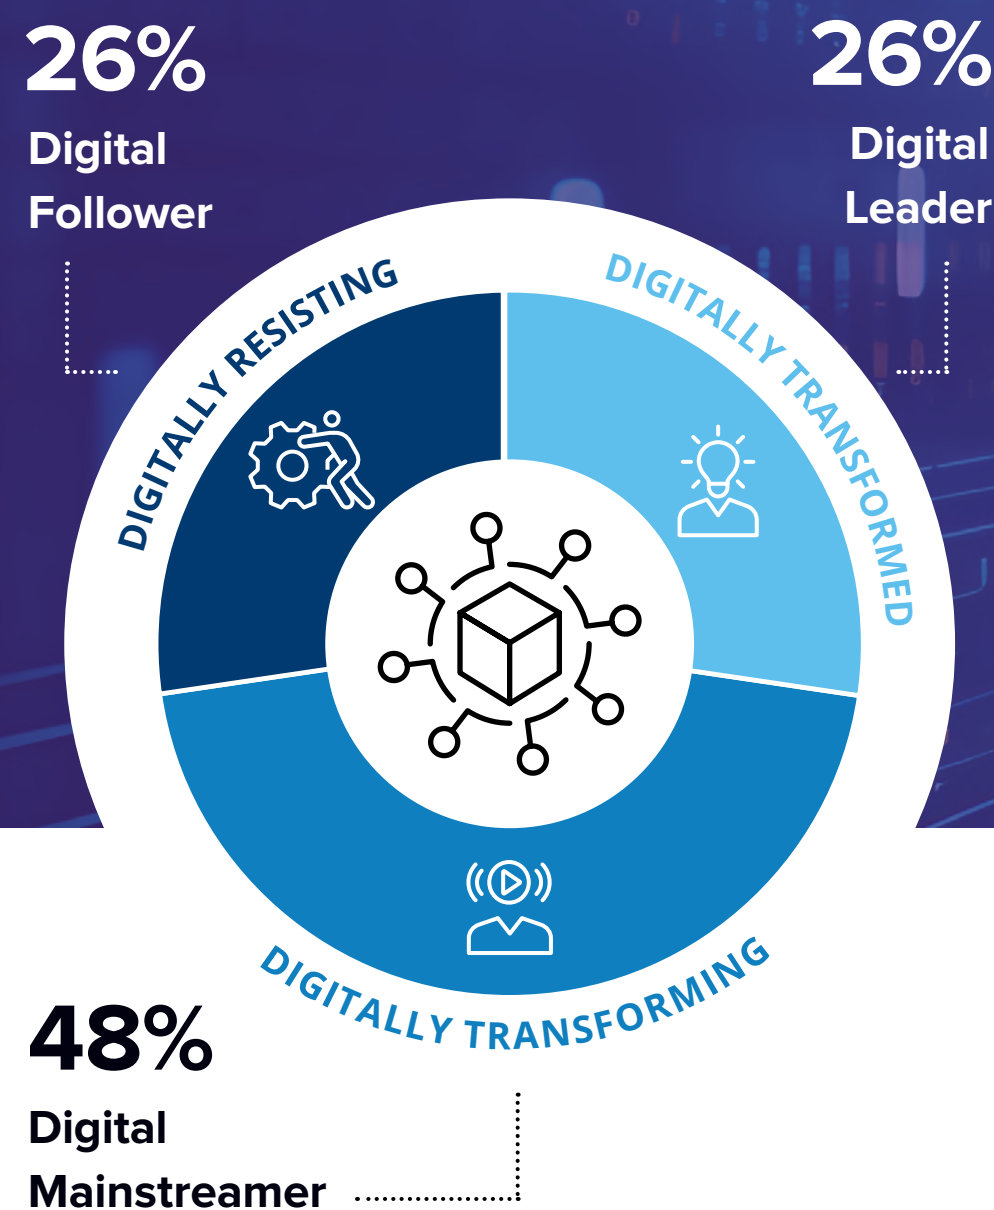 26%
Digital
Follower
26%
Digital
Leader
DIGITALLY RESISTING
DIGITALLY TRANSFORMED
DIGITALLY TRANSFORMING
48%
Digital
Mainstreamer